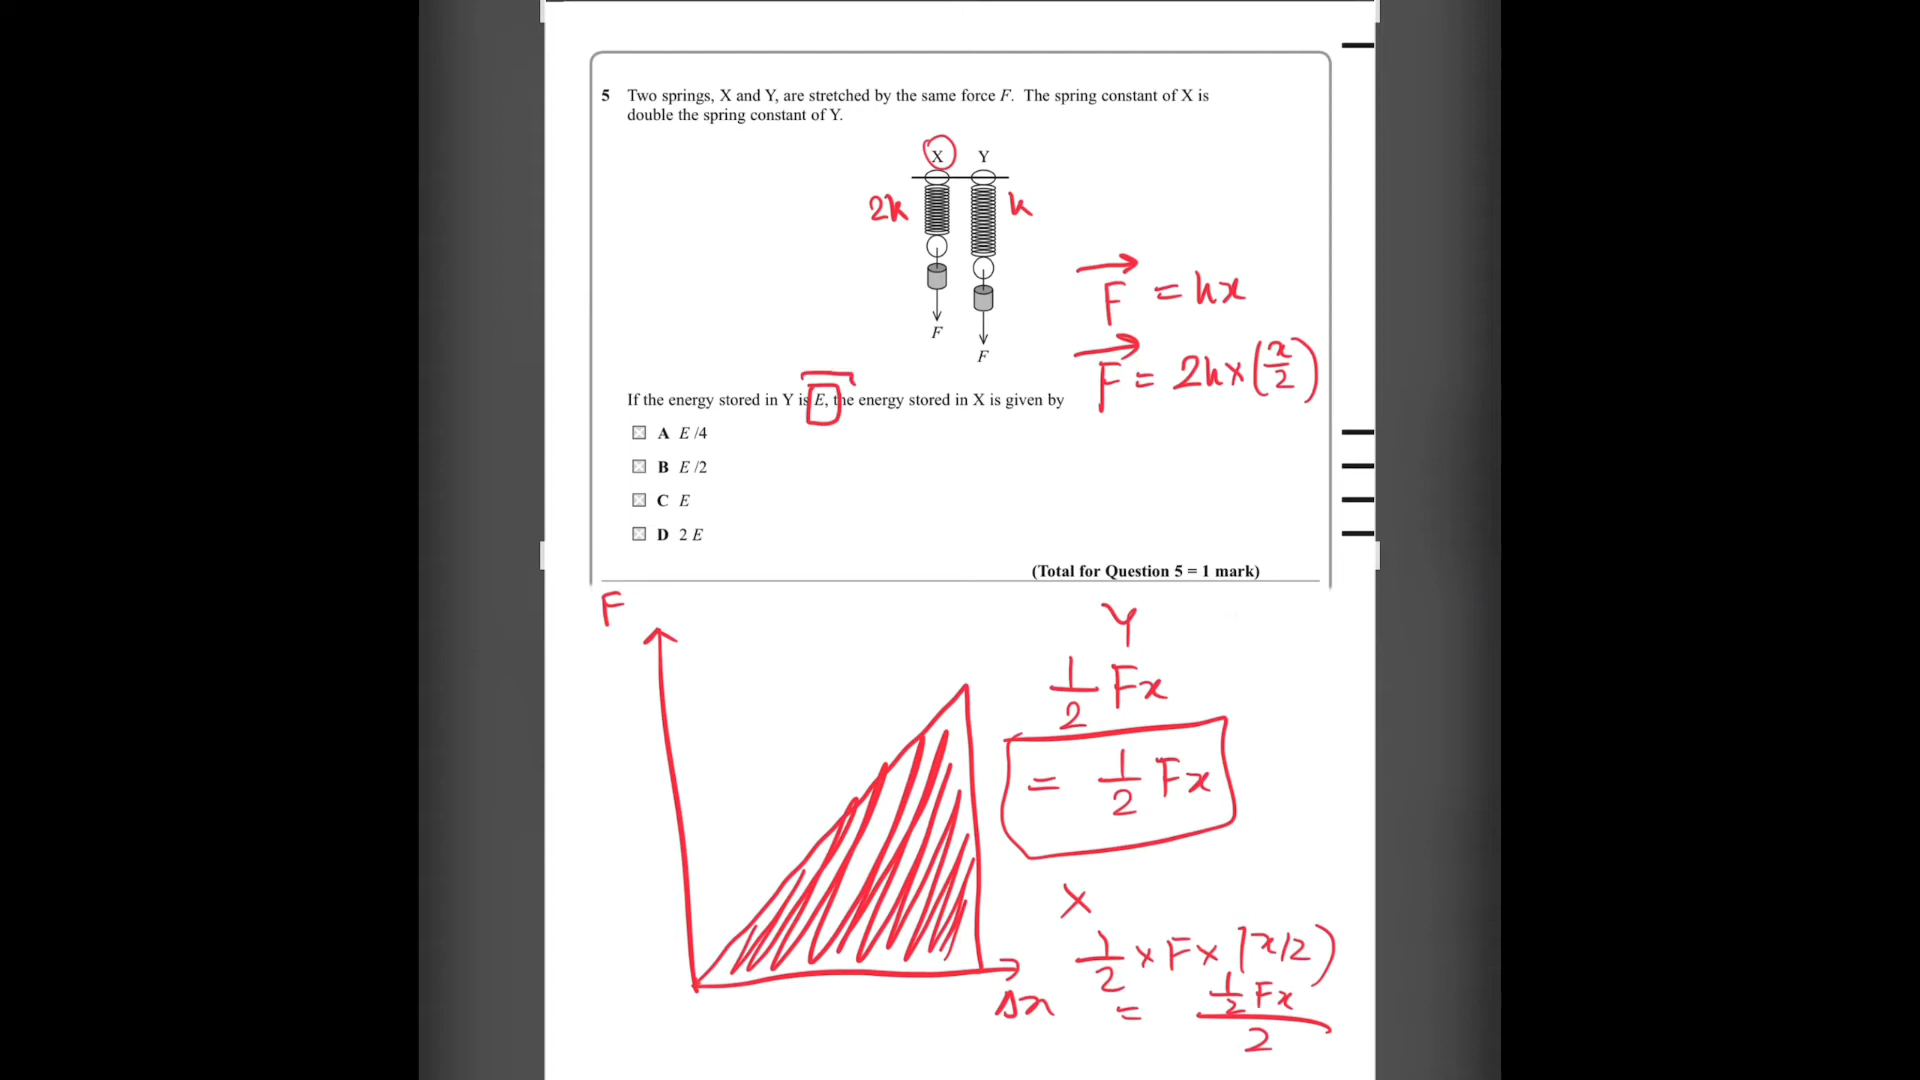 5 Two springs, X and Y, are stretched by the same force F. The spring constant of X is
double the spring constant of Y.
X Y
2k k
F
F
F = kx
F = 2k×(x/2)
If the energy stored in Y is E, the energy stored in X is given by
A E /4
B E /2
C E
D 2 E
(Total for Question 5 = 1 mark)
F
Δx
Y
1/2 Fx
= 1/2 Fx
X
1/2 × F × (x/2)
= 1/2 Fx / 2